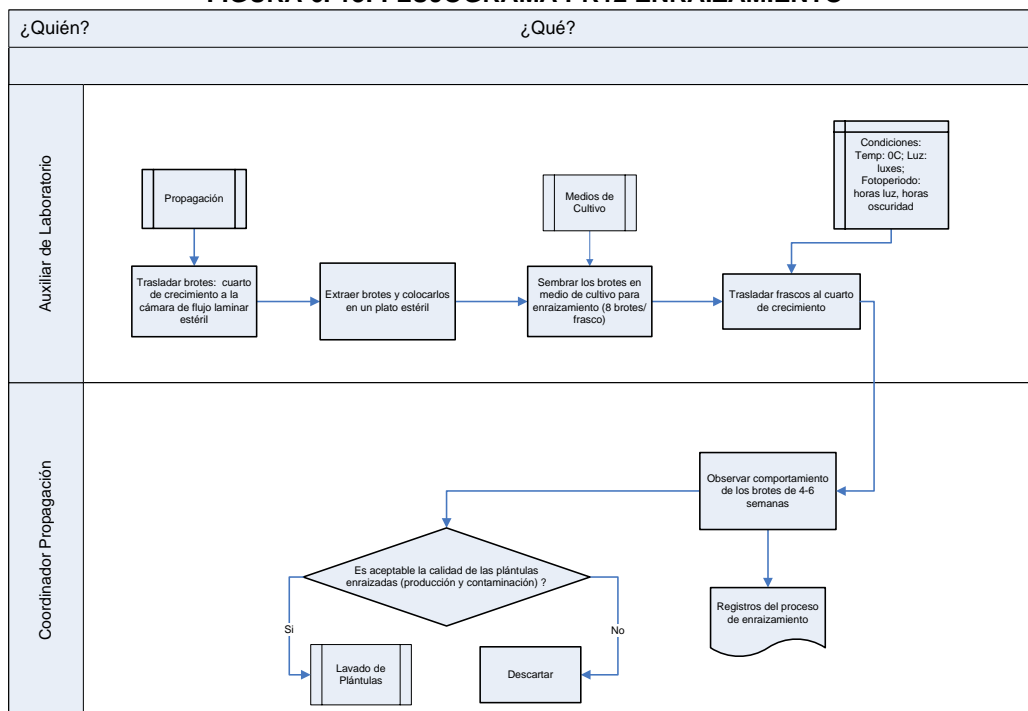 ¿Quién?
¿Qué?
Auxiliar de Laboratorio
Propagación
Medios de
Cultivo
Condiciones:
Temp: 0C; Luz:
luxes;
Fotoperiodo:
horas luz, horas
oscuridad
Trasladar brotes: cuarto
de crecimiento a la
cámara de flujo laminar
estéril
Extraer brotes y colocarlos
en un plato estéril
Sembrar los brotes en
medio de cultivo para
enraizamiento (8 brotes/
frasco)
Trasladar frascos al cuarto
de crecimiento
Coordinador Propagación
Observar comportamiento
de los brotes de 4-6
semanas
Es aceptable la calidad de las plántulas
enraizadas (producción y contaminación) ?
Registros del proceso
de enraizamiento
Si
No
Lavado de
Plántulas
Descartar